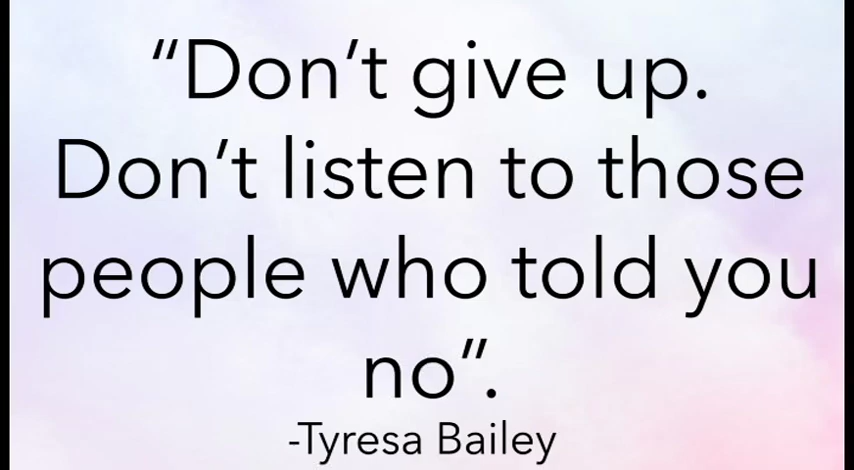 “Don’t give up.
Don’t listen to those
people who told you
no”.
-Tyresa Bailey